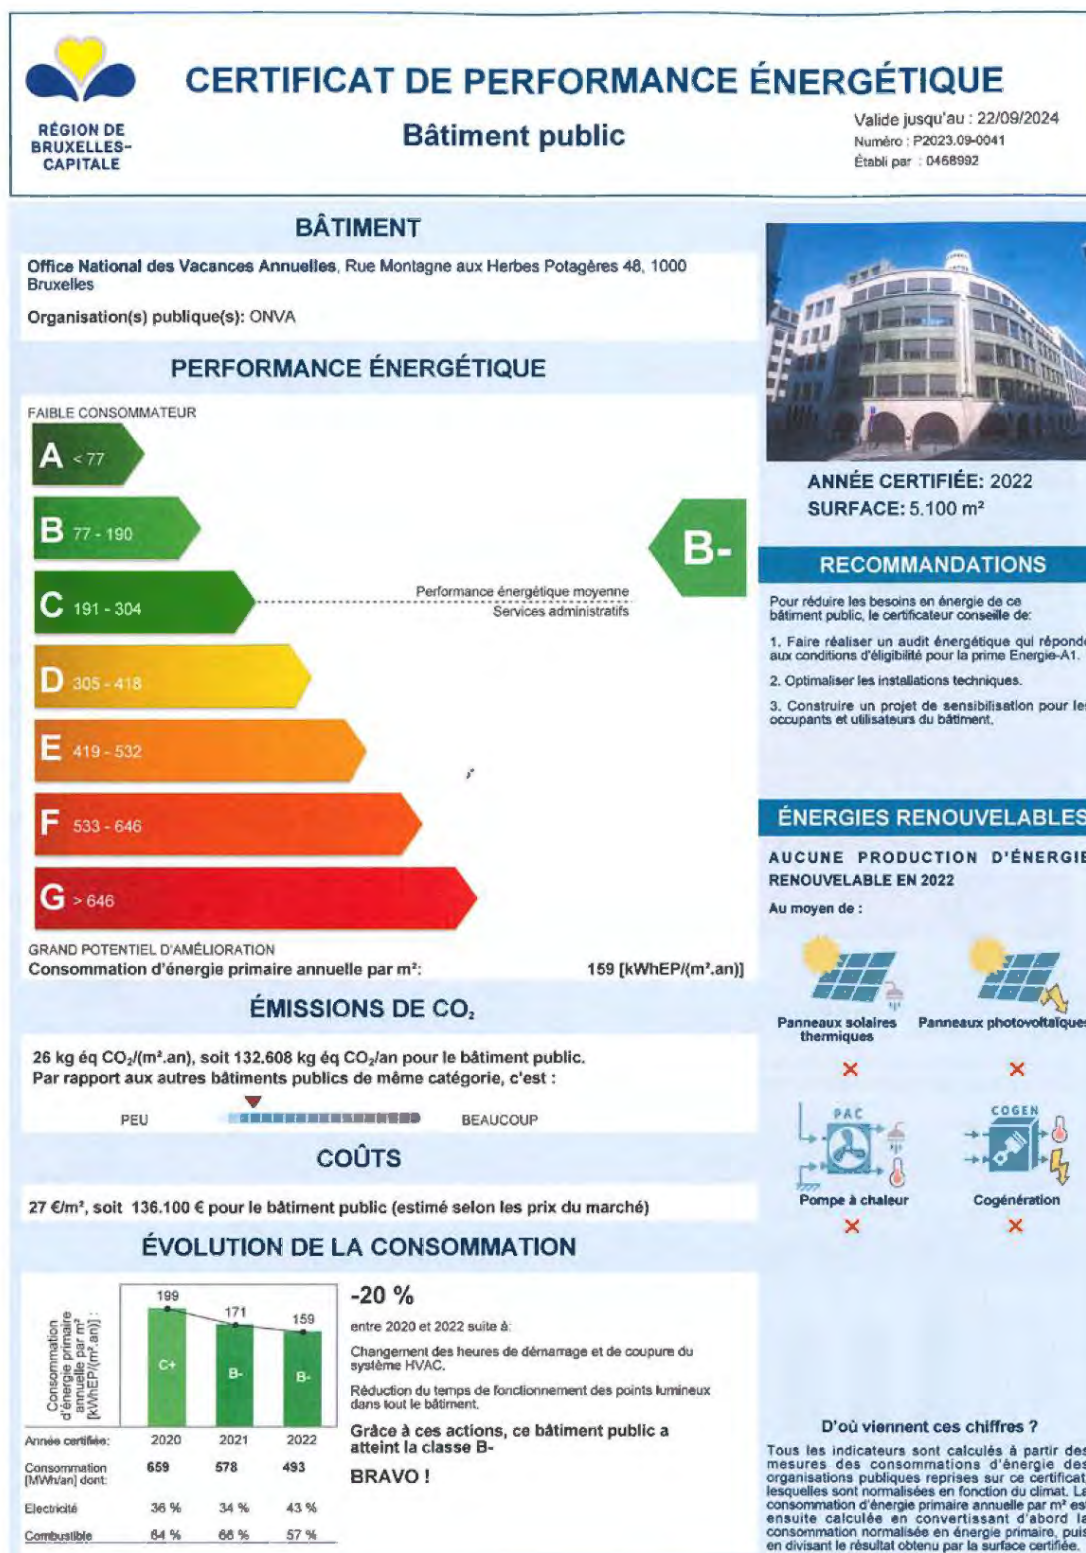 CERTIFICAT DE PERFORMANCE ÉNERGÉTIQUE
RÉGION DE
BRUXELLES-
CAPITALE
Bâtiment public
Valide jusqu'au : 22/09/2024
Numéro : P2023.09-0041
Établi par : 0468992
BÂTIMENT
Office National des Vacances Annuelles, Rue Montagne aux Herbes Potagères 48, 1000
Bruxelles
Organisation(s) publique(s): ONVA
PERFORMANCE ÉNERGÉTIQUE
FAIBLE CONSOMMATEUR
A < 77
B 77 - 190
B-
C 191 - 304
Performance énergétique moyenne
Services administratifs
D 305 - 418
E 419 - 532
F 533 - 646
G > 646
GRAND POTENTIEL D'AMÉLIORATION
Consommation d'énergie primaire annuelle par m²: 159 [kWhEP/(m².an)]
ÉMISSIONS DE CO₂
26 kg éq CO₂/(m².an), soit 132.608 kg éq CO₂/an pour le bâtiment public.
Par rapport aux autres bâtiments publics de même catégorie, c'est :
PEU BEAUCOUP
COÛTS
27 €/m², soit 136.100 € pour le bâtiment public (estimé selon les prix du marché)
ÉVOLUTION DE LA CONSOMMATION
Consommation
d'énergie primaire
annuelle par m²
[kWhEP/(m².an)] :
199 171 159
C+ B- B-
Année certifiée: 2020 2021 2022
Consommation
[MWh/an] dont: 659 578 493
Electricité 36 % 34 % 43 %
Combustible 64 % 66 % 57 %
-20 %
entre 2020 et 2022 suite à:
Changement des heures de démarrage et de coupure du
système HVAC.
Réduction du temps de fonctionnement des points lumineux
dans tout le bâtiment.
Grâce à ces actions, ce bâtiment public a
atteint la classe B-
BRAVO !
ANNÉE CERTIFIÉE: 2022
SURFACE: 5.100 m²
RECOMMANDATIONS
Pour réduire les besoins en énergie de ce
bâtiment public, le certificateur conseille de:
1. Faire réaliser un audit énergétique qui réponde
aux conditions d'éligibilité pour la prime Energie-A1.
2. Optimaliser les installations techniques.
3. Construire un projet de sensibilisation pour les
occupants et utilisateurs du bâtiment.
ÉNERGIES RENOUVELABLES
AUCUNE PRODUCTION D'ÉNERGIE
RENOUVELABLE EN 2022
Au moyen de :
Panneaux solaires
thermiques
Panneaux photovoltaïques
PAC
COGEN
Pompe à chaleur
Cogénération
D'où viennent ces chiffres ?
Tous les indicateurs sont calculés à partir des
mesures des consommations d'énergie des
organisations publiques reprises sur ce certificat,
lesquelles sont normalisées en fonction du climat. La
consommation d'énergie primaire annuelle par m² est
ensuite calculée en convertissant d'abord la
consommation normalisée en énergie primaire, puis
en divisant le résultat obtenu par la surface certifiée.